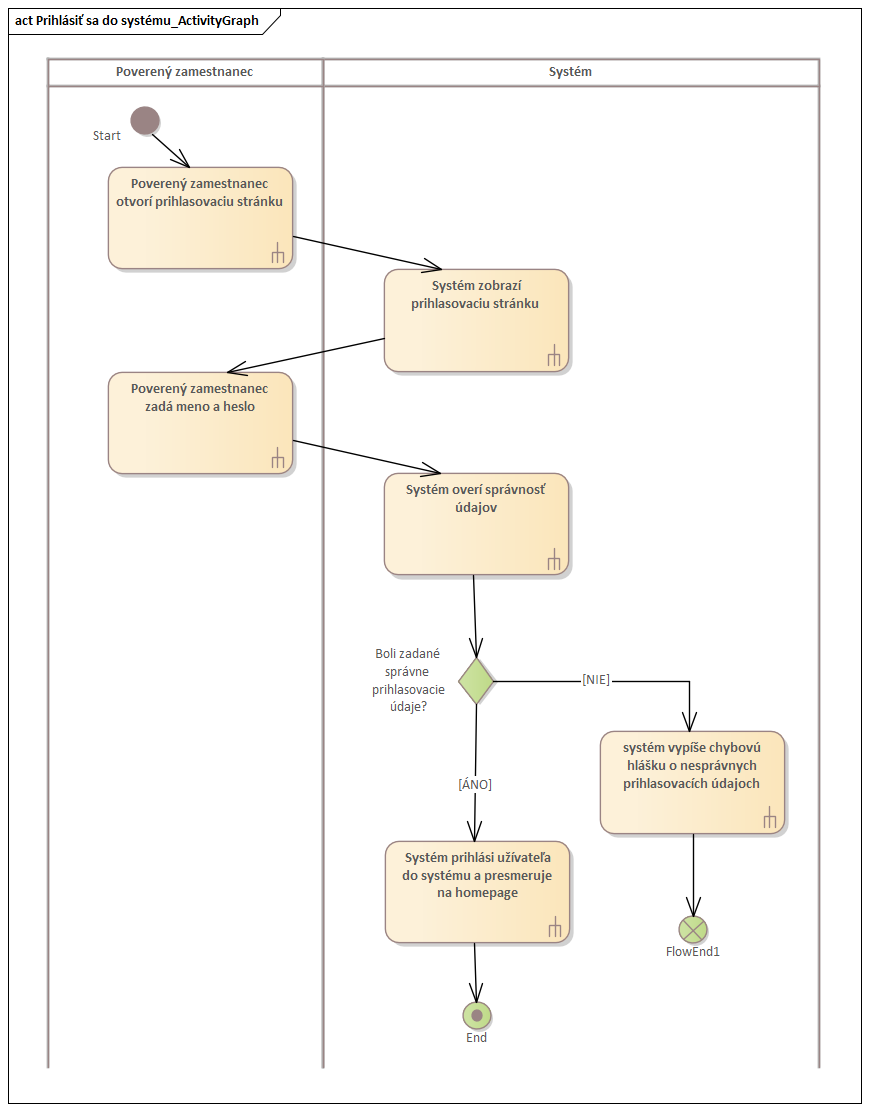 act Prihlásiť sa do systému_ActivityGraph
Poverený zamestnanec
Systém
Start
Poverený zamestnanec
otvorí prihlasovaciu stránku
Systém zobrazí
prihlasovaciu stránku
Poverený zamestnanec
zadá meno a heslo
Systém overí správnosť
údajov
Boli zadané
správne
prihlasovacie
údaje?
[NIE]
systém vypíše chybovú
hlášku o nesprávnych
prihlasovacích údajoch
[ÁNO]
Systém prihlási užívateľa
do systému a presmeruje
na homepage
FlowEnd1
End